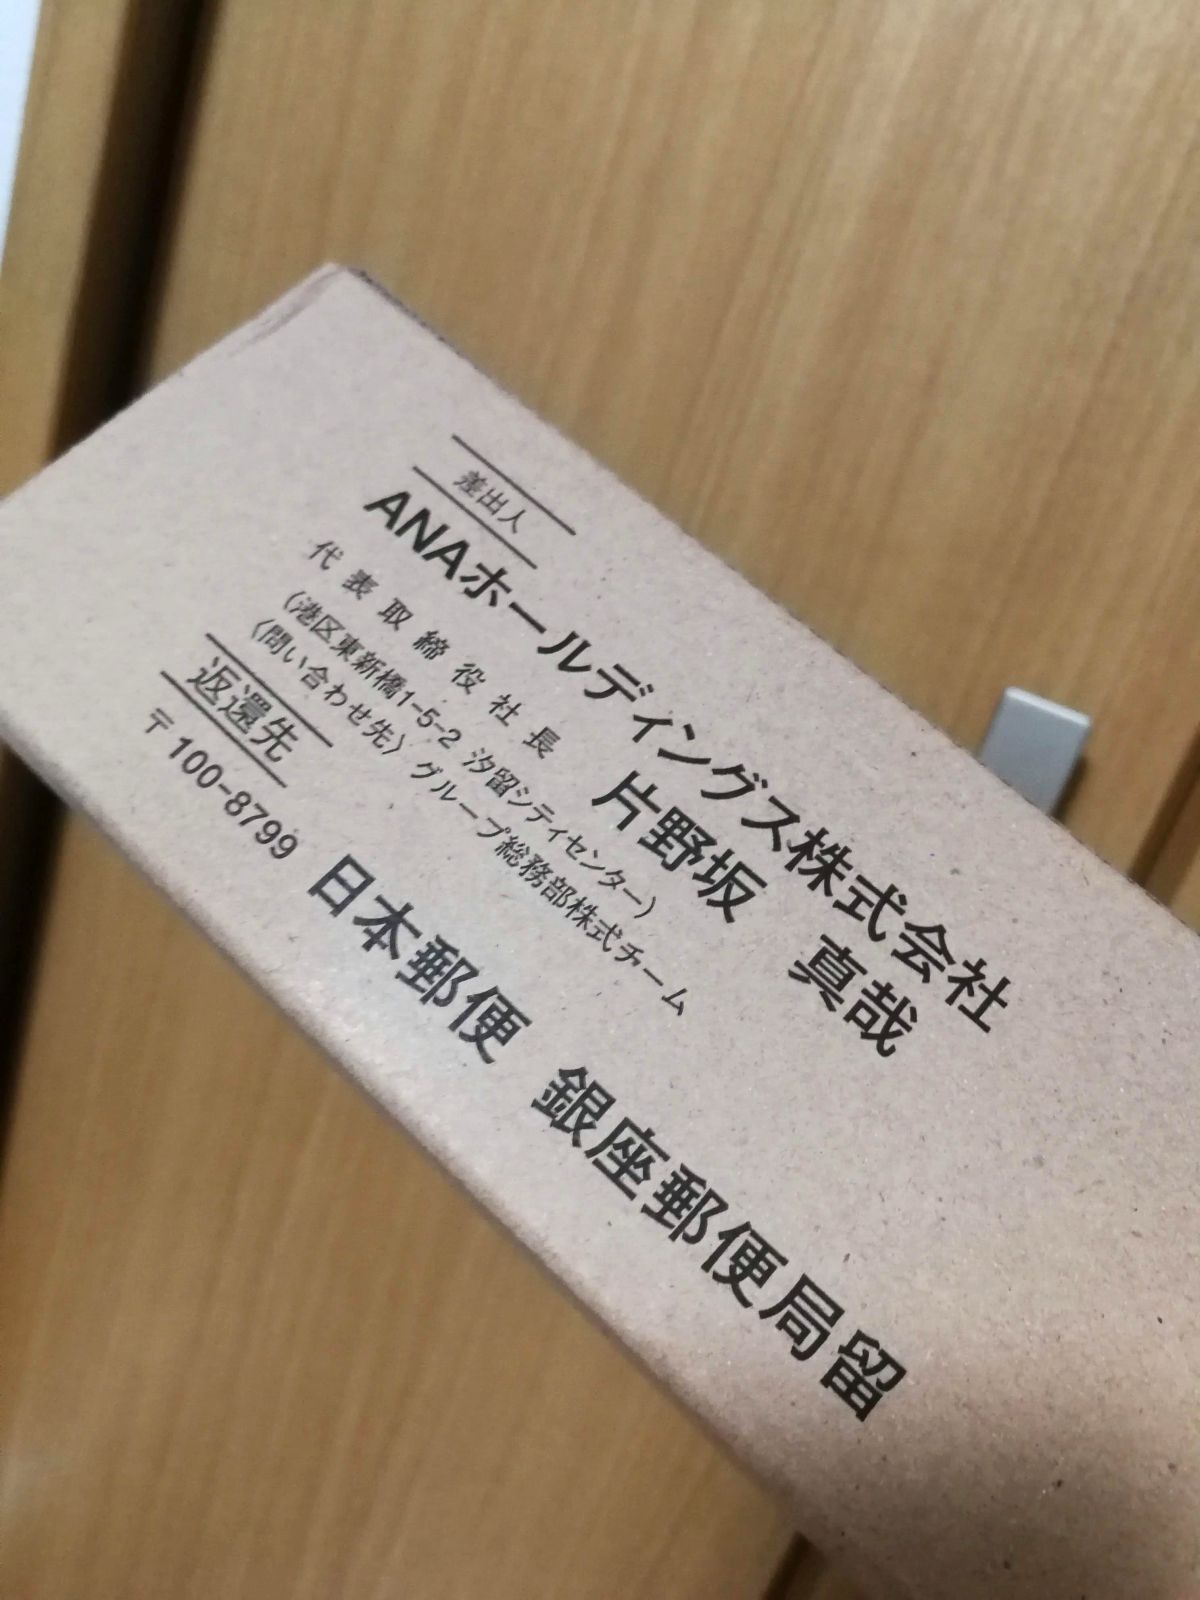 差出人
ANAホールディングス株式会社
代表取締役社長 片野坂 真哉
(港区東新橋1-5-2 汐留シティセンター)
〈問い合わせ先〉グループ総務部株式チーム
返還先
〒100-8799 日本郵便 銀座郵便局留